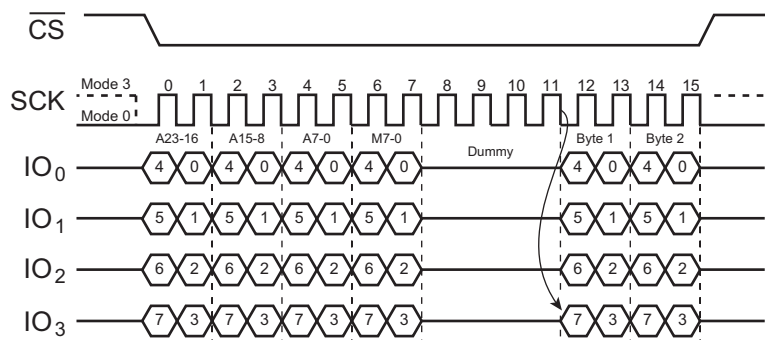 CS
Mode 3
0 1 2 3 4 5 6 7 8 9 10 11 12 13 14 15
SCK
Mode 0
A23-16 A15-8 A7-0 M7-0 Dummy Byte 1 Byte 2
IO0 4 0 4 0 4 0 4 0 4 0 4 0
IO1 5 1 5 1 5 1 5 1 5 1 5 1
IO2 6 2 6 2 6 2 6 2 6 2 6 2
IO3 7 3 7 3 7 3 7 3 7 3 7 3